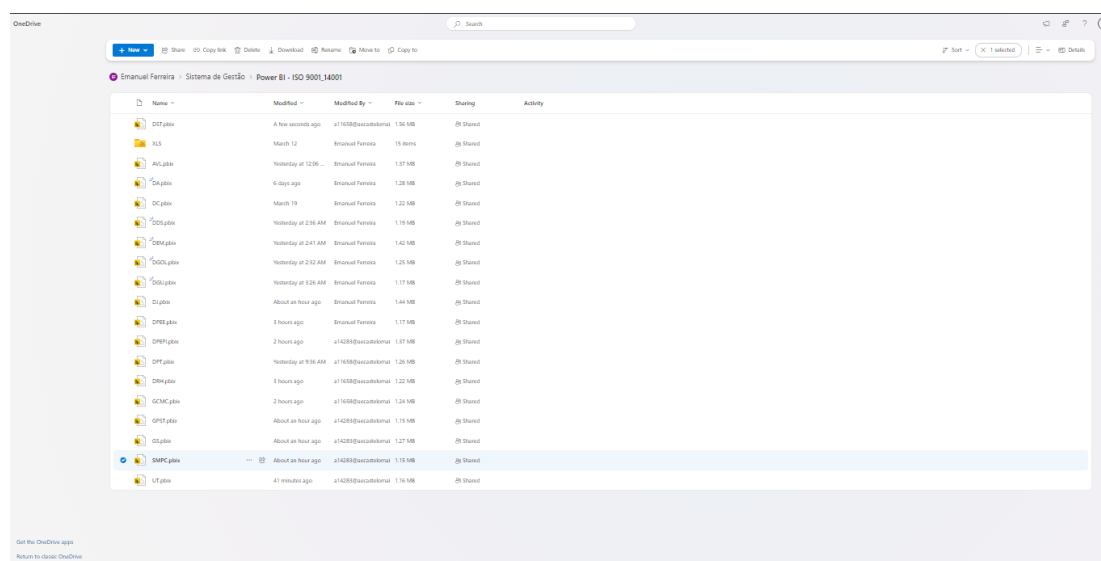 OneDrive
Search
?
+ New
Share Copy link Delete Download Rename Move to Copy to
Sort 1 selected Details
Emanuel Ferreira > Sistema de Gestão > Power BI - ISO 9001_14001
Name Modified Modified By File size Sharing Activity
DST.pbix A few seconds ago 1.56 MB Shared
XLS March 12 Emanuel Ferreira 15 items Shared
AVL.pbix Yesterday at 12:06 ... Emanuel Ferreira 1.37 MB Shared
DA.pbix 6 days ago Emanuel Ferreira 1.28 MB Shared
DC.pbix March 19 Emanuel Ferreira 1.22 MB Shared
DDS.pbix Yesterday at 2:36 AM Emanuel Ferreira 1.19 MB Shared
DEM.pbix Yesterday at 2:41 AM Emanuel Ferreira 1.42 MB Shared
DGOL.pbix Yesterday at 2:32 AM Emanuel Ferreira 1.25 MB Shared
DGU.pbix Yesterday at 3:26 AM Emanuel Ferreira 1.17 MB Shared
DJ.pbix About an hour ago Emanuel Ferreira 1.44 MB Shared
DPBE.pbix 3 hours ago Emanuel Ferreira 1.17 MB Shared
DPEPI.pbix 2 hours ago 1.37 MB Shared
DPT.pbix Yesterday at 9:36 AM 1.26 MB Shared
DRH.pbix 3 hours ago 1.22 MB Shared
GCMC.pbix 2 hours ago 1.24 MB Shared
GPST.pbix About an hour ago 1.15 MB Shared
GS.pbix About an hour ago 1.27 MB Shared
SMPC.pbix ... About an hour ago 1.15 MB Shared
UT.pbix 41 minutes ago 1.16 MB Shared
Get the OneDrive apps
Return to classic OneDrive